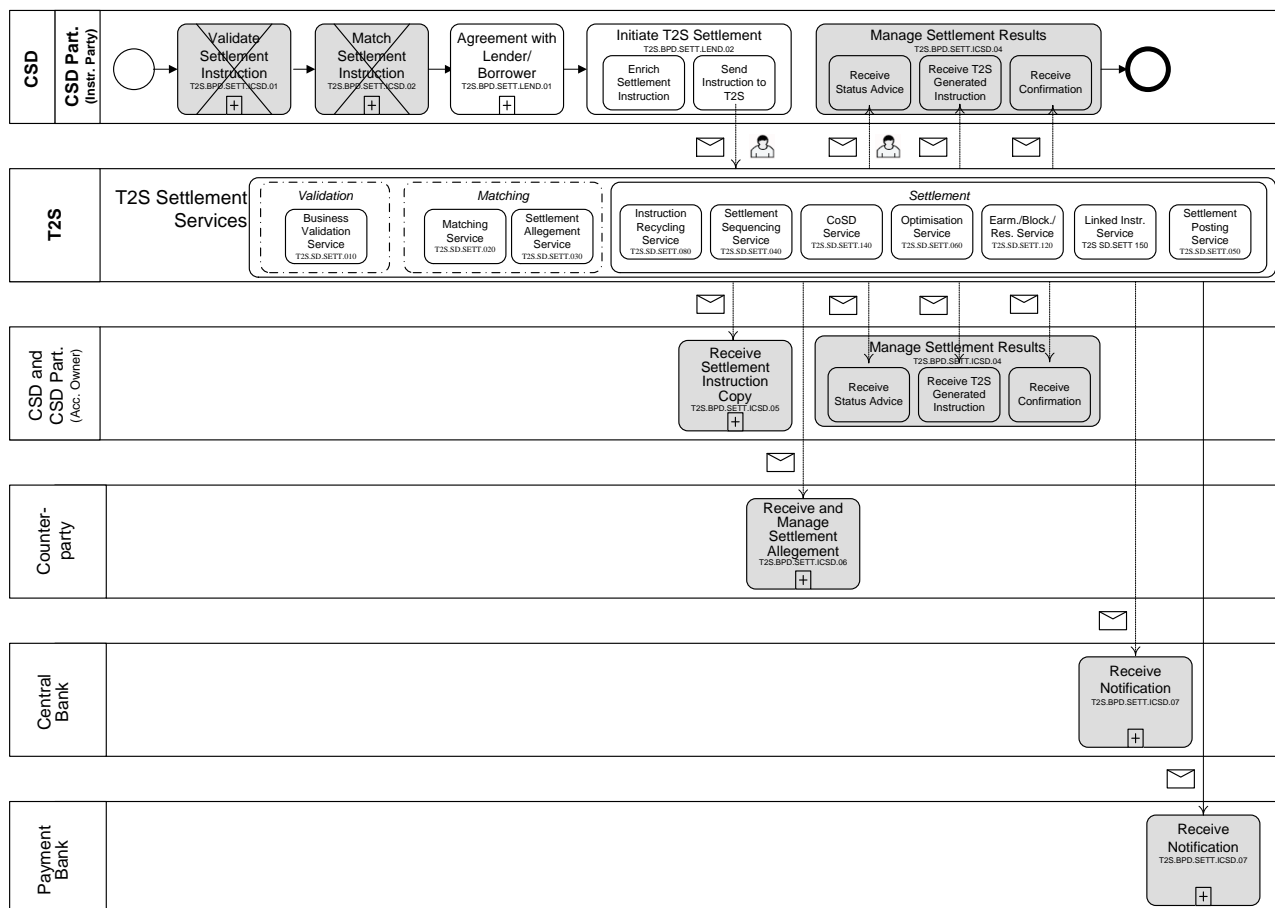 CSD
CSD Part.
(Instr. Party)
Validate
Settlement
Instruction
T2S.BPD.SETT.ICSD.01
+
Match
Settlement
Instruction
T2S.BPD.SETT.ICSD.02
+
Agreement with
Lender/
Borrower
T2S.BPD.SETT.LEND.01
+
Initiate T2S Settlement
T2S.BPD.SETT.LEND.02
Enrich
Settlement
Instruction
Send
Instruction to
T2S
Manage Settlement Results
T2S.BPD.SETT.ICSD.04
Receive
Status Advice
Receive T2S
Generated
Instruction
Receive
Confirmation
T2S
T2S Settlement
Services
Validation
Business
Validation
Service
T2S.SD.SETT.010
Matching
Matching
Service
T2S.SD.SETT.020
Settlement
Allegement
Service
T2S.SD.SETT.030
Settlement
Instruction
Recycling
Service
T2S.SD.SETT.080
Settlement
Sequencing
Service
T2S.SD.SETT.040
CoSD
Service
T2S.SD.SETT.140
Optimisation
Service
T2S.SD.SETT.060
Earm./Block./
Res. Service
T2S.SD.SETT.120
Linked Instr.
Service
T2S SD.SETT 150
Settlement
Posting
Service
T2S.SD.SETT.050
CSD and
CSD Part.
(Acc. Owner)
Receive
Settlement
Instruction
Copy
T2S.BPD.SETT.ICSD.05
+
Manage Settlement Results
T2S.BPD.SETT.ICSD.04
Receive
Status Advice
Receive T2S
Generated
Instruction
Receive
Confirmation
Counter-
party
Receive and
Manage
Settlement
Allegement
T2S.BPD.SETT.ICSD.06
+
Central
Bank
Receive
Notification
T2S.BPD.SETT.ICSD.07
+
Payment
Bank
Receive
Notification
T2S.BPD.SETT.ICSD.07
+